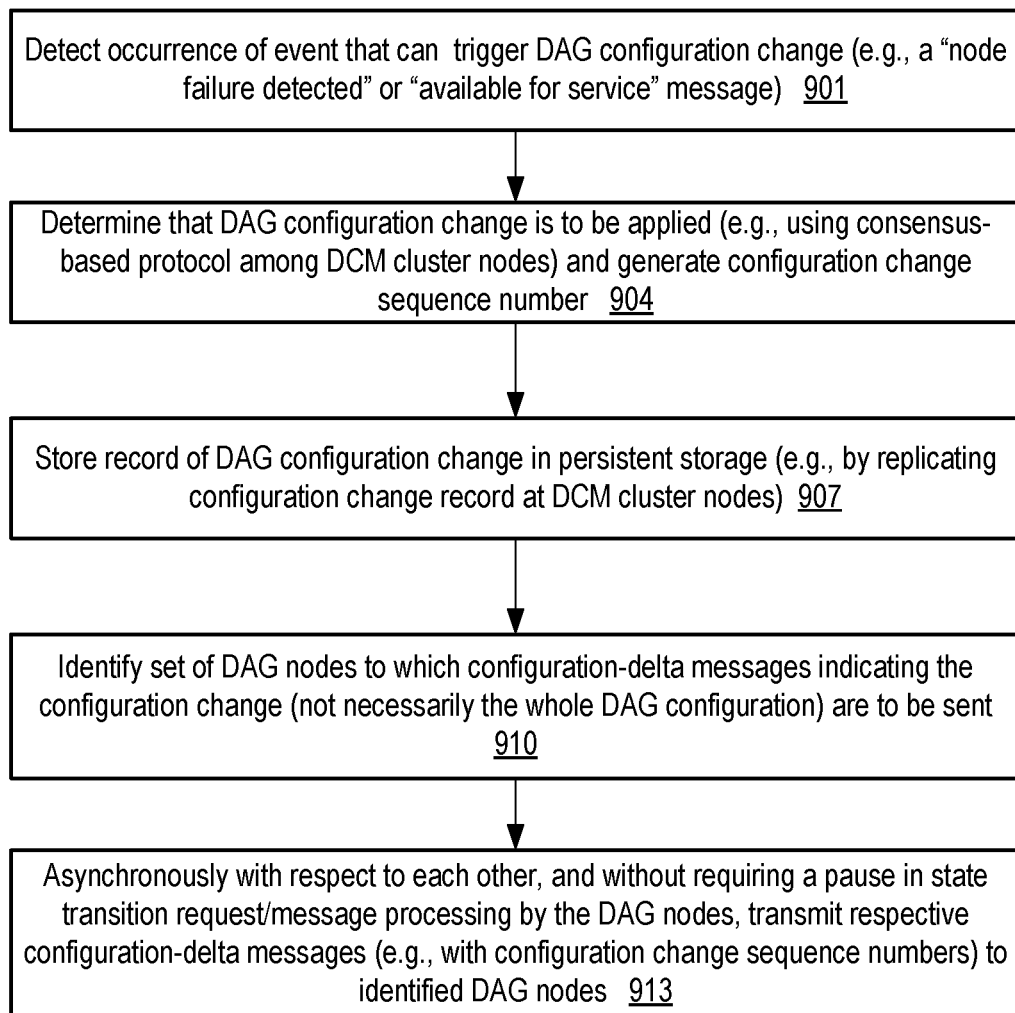 Detect occurrence of event that can trigger DAG configuration change (e.g., a “node
failure detected” or “available for service” message) 901
Determine that DAG configuration change is to be applied (e.g., using consensus-
based protocol among DCM cluster nodes) and generate configuration change
sequence number 904
Store record of DAG configuration change in persistent storage (e.g., by replicating
configuration change record at DCM cluster nodes) 907
Identify set of DAG nodes to which configuration-delta messages indicating the
configuration change (not necessarily the whole DAG configuration) are to be sent
910
Asynchronously with respect to each other, and without requiring a pause in state
transition request/message processing by the DAG nodes, transmit respective
configuration-delta messages (e.g., with configuration change sequence numbers) to
identified DAG nodes 913